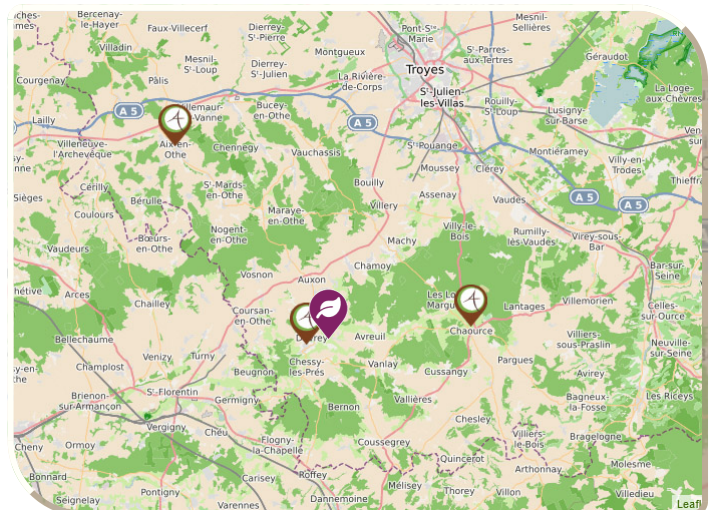 Bercenay-
le-Hayer
Dierrey-
Sᵗ-Pierre
Pont-Sᵗᵉ-
Marie
Mesnil-
Sellières
Faux-Villecerf
Villadin
Montgueux
Sᵗ-Parres-
aux-Tertres
Géraudot
Mesnil-
Sᵗ-Loup
Dierrey-
Sᵗ-Julien
Troyes
Courgenay
Pâlis
La Rivière-
de-Corps
Sᵗ-Julien-
les-Villas
La Loge-
aux-Chèvres
A 5
Bucey-
en-Othe
Rouilly-
Sᵗ-Loup
Lusigny-
sur-Barse
Lailly
A 5
Villeneuve-
l'Archevêque
Aix-en-
Othe
Chennegy
Vauchassis
Sᵗ-Pouange
Montiéramey
Moussey
Clérey
Villy-en-
Trodes
Cérilly
Sᵗ-Mards-
en-Othe
Bouilly
Thieffra
Sièges
Bérulle
Villery
Assenay
Vaudes
A 5
A 5
Coulours
Maraye-
en-Othe
Nogent-
en-Othe
Villy-le-
Bois
Rumilly-
lès-Vaudes
Virey-sous-
Bar
Vaudeurs
Bœurs-
en-Othe
Machy
Chamoy
Bar-sur-
Seine
Vosnon
Auxon
Arces
Chailley
Lantages
Villemorien
Celles-
sur-Ource
Coursan-
en-Othe
Chaource
Bellechaume
Avreuil
Villiers-
sous-Praslin
Neuville-
sur-Seine
Venizy
Turny
Chessy-
les-Prés
Vanlay
Pargues
Champlost
Beugnon
Cussangy
Avirey
Brienon-
sur-Armançon
Sᵗ-Florentin
Germigny
Bernon
Vallières
Bagneux-
la-Fosse
Les Riceys
Vergigny
Chéu
Chesley
Cheny
Ormoy
Flogny-
la-Chapelle
Coussegrey
Villiers-
le-Bois
Bragelogne
Bonnard
Carisey
Roffey
Quincerot
Arthonnay
Molesme
Seignelay
Pontigny
Varennes
Dannemoine
Mélisey
Thorey
Villon
Villedieu
Leafl